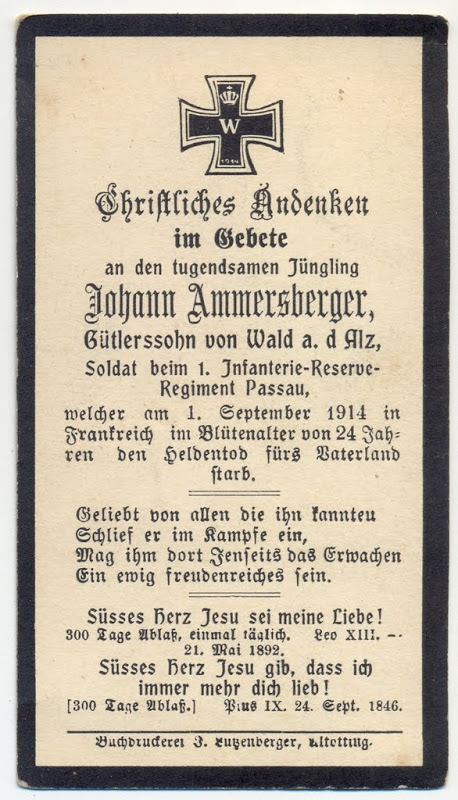 W
1914
Christliches Andenken
im Gebete
an den tugendsamen Jüngling
Johann Ammersberger,
Gütlerssohn von Wald a. d Alz,
Soldat beim 1. Infanterie-Reserve-
Regiment Passau,
welcher am 1. September 1914 in
Frankreich im Blütenalter von 24 Jah-
ren den Heldentod fürs Vaterland
starb.
Geliebt von allen die ihn kannteu
Schlief er im Kampfe ein,
Mag ihm dort Jenseits das Erwachen
Ein ewig freudenreiches sein.
Süsses Herz Jesu sei meine Liebe!
300 Tage Ablaß, einmal täglich. Leo XIII. —
21. Mai 1892.
Süsses Herz Jesu gib, dass ich
immer mehr dich lieb!
[300 Tage Ablaß.] Pius IX. 24. Sept. 1846.
Buchdruckerei J. Lutzenberger, Altötting.